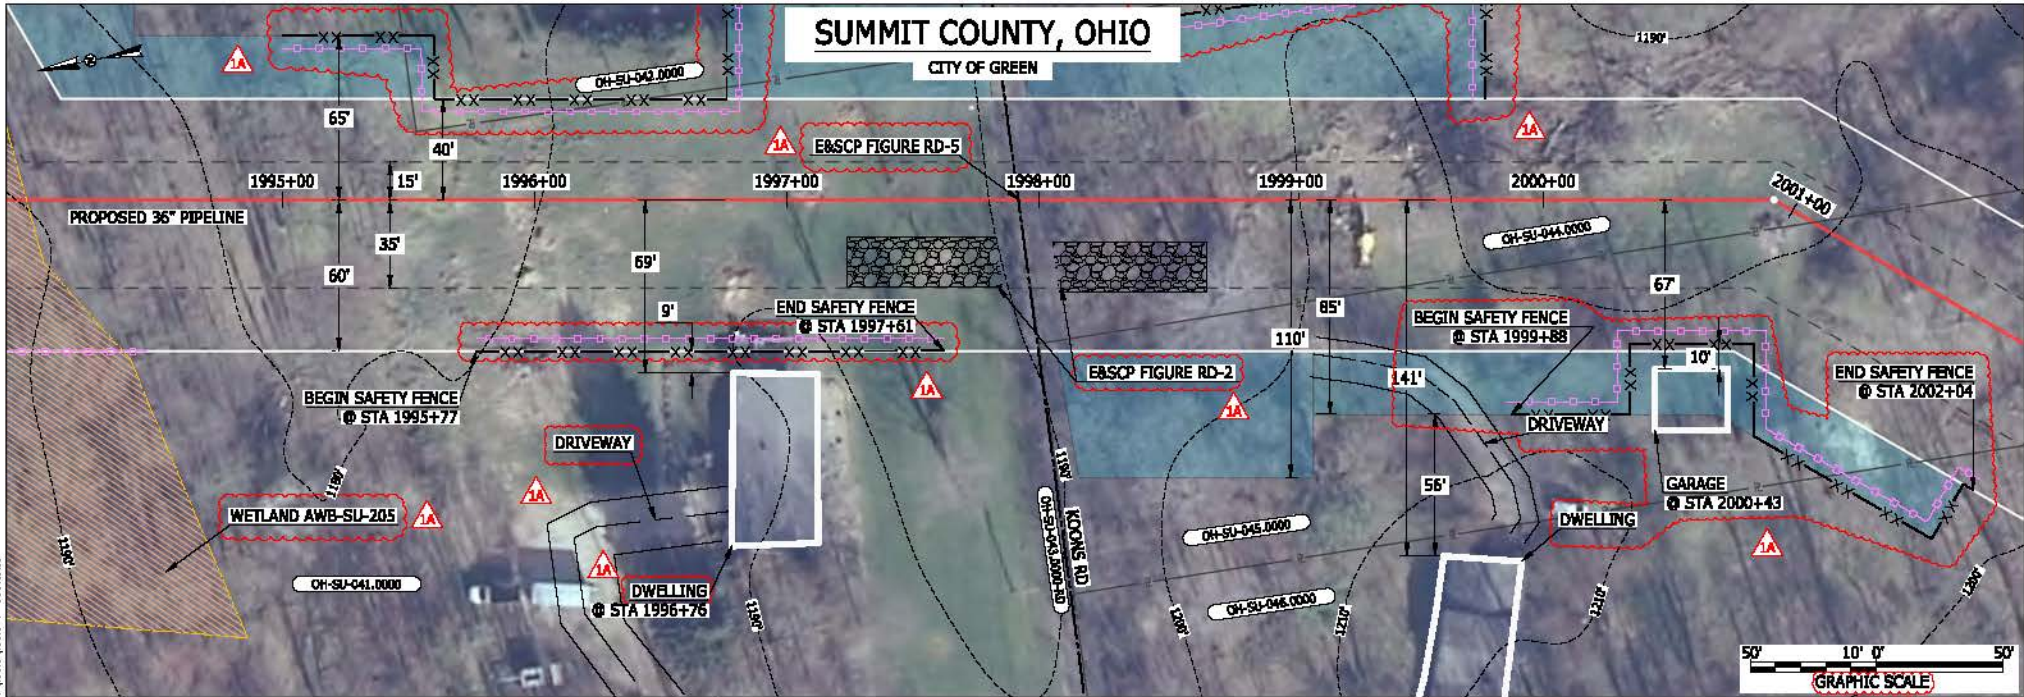 SUMMIT COUNTY, OHIO
CITY OF GREEN
1190'
N
1A
OH-SU-042.0000
65'
40'
1A
E&SCP FIGURE RD-5
1A
1995+00
15'
1996+00
1997+00
1998+00
1999+00
2000+00
2001+00
PROPOSED 36" PIPELINE
35'
60'
69'
OH-SU-044.0000
67'
9'
END SAFETY FENCE
@ STA 1997+61
85'
110'
BEGIN SAFETY FENCE
@ STA 1999+88
10'
E&SCP FIGURE RD-2
141'
END SAFETY FENCE
@ STA 2002+04
1A
1A
BEGIN SAFETY FENCE
@ STA 1995+77
DRIVEWAY
DRIVEWAY
1190'
1190'
1A
56'
GARAGE
@ STA 2000+43
WETLAND AWB-SU-205
1A
KOONS RD
OH-SU-043.0000-RD
OH-SU-045.0000
DWELLING
1A
1190'
1A
OH-SU-041.0000
DWELLING
@ STA 1996+76
1190'
1200'
OH-SU-046.0000
1210'
1210'
1200'
50'
10'
0'
50'
GRAPHIC SCALE